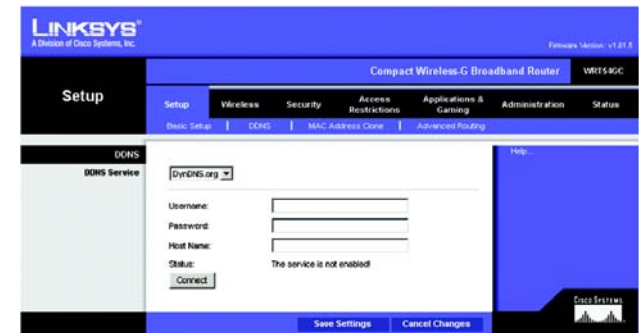 LINKSYS®
A Division of Cisco Systems, Inc.
Firmware Version: v1.01.5
Compact Wireless-G Broadband Router WRT54GC
Setup
Setup Wireless Security Access Restrictions Applications & Gaming Administration Status
Basic Setup | DDNS | MAC Address Clone | Advanced Routing
DDNS
DDNS Service
Help...
DynDNS.org
Username:
Password:
Host Name:
Status: The service is not enabled!
Connect
Save Settings Cancel Changes
CISCO SYSTEMS